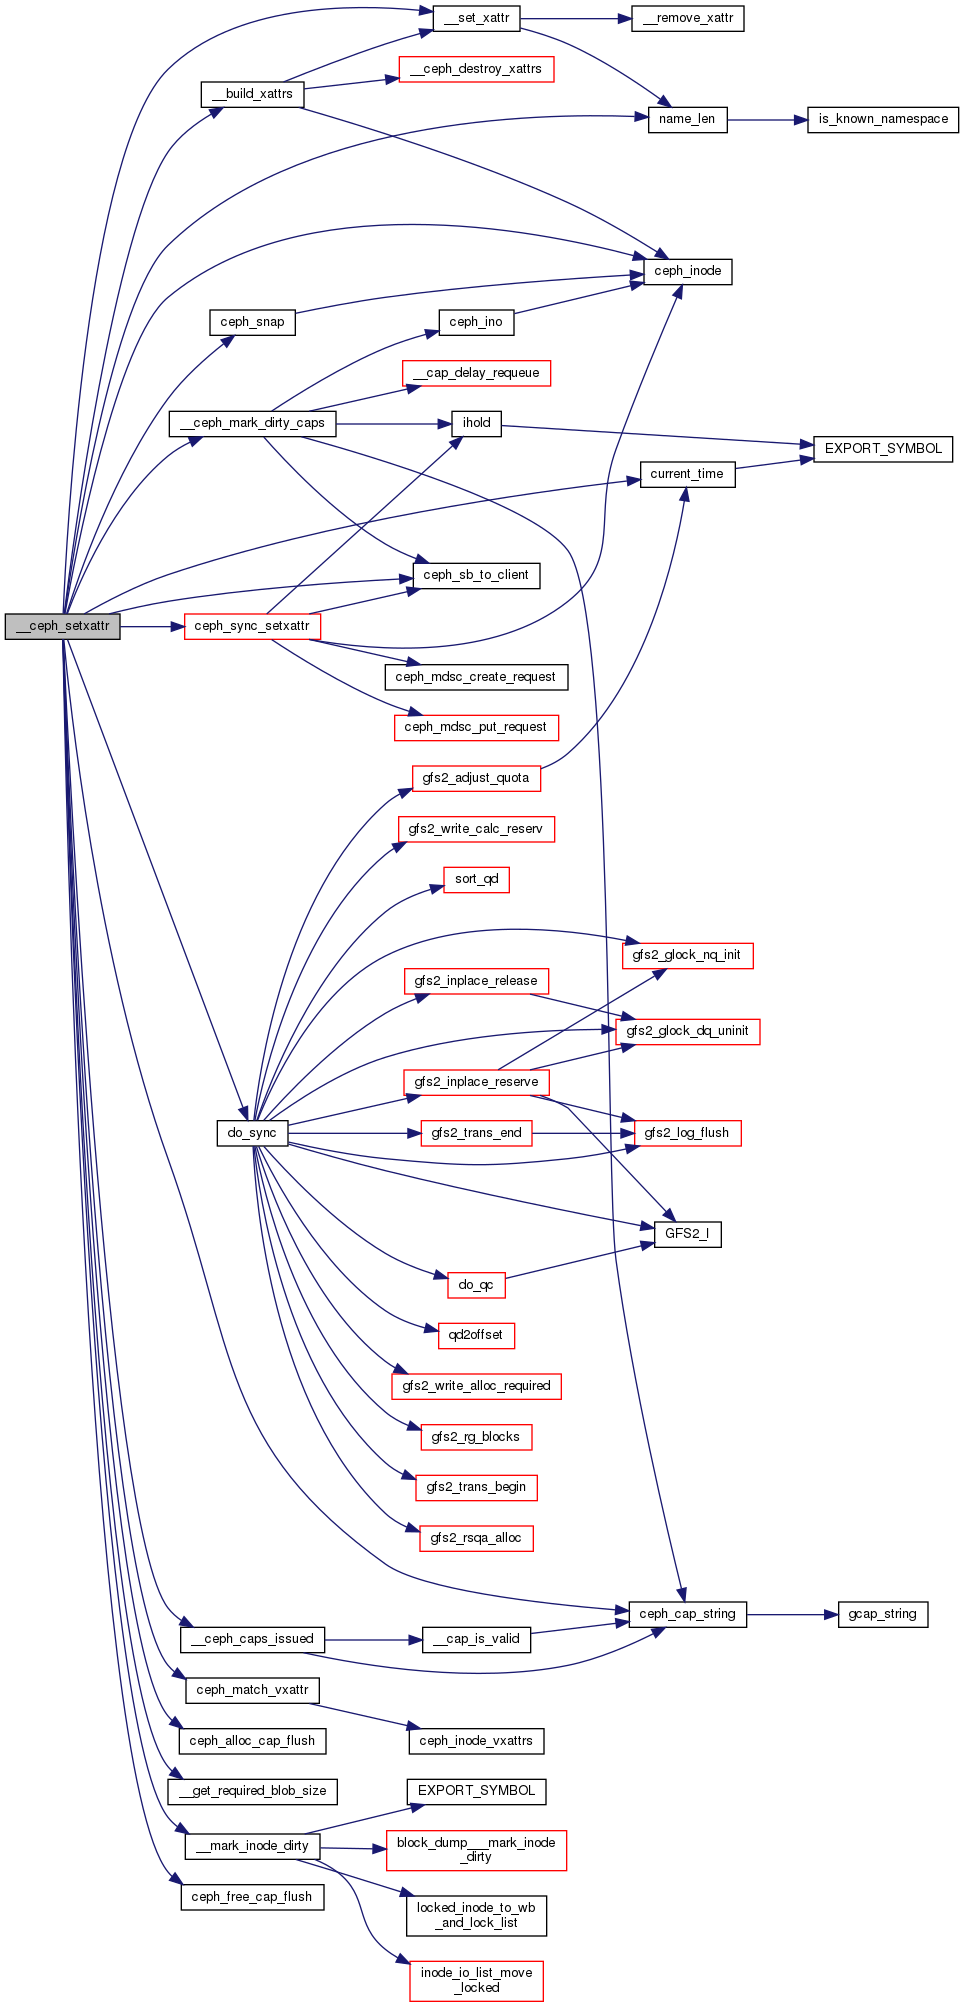 __set_xattr
__remove_xattr
__ceph_destroy_xattrs
__build_xattrs
name_len
is_known_namespace
ceph_inode
ceph_snap
ceph_ino
__cap_delay_requeue
__ceph_mark_dirty_caps
ihold
EXPORT_SYMBOL
current_time
ceph_sb_to_client
__ceph_setxattr
ceph_sync_setxattr
ceph_mdsc_create_request
ceph_mdsc_put_request
gfs2_adjust_quota
gfs2_write_calc_reserv
sort_qd
gfs2_glock_nq_init
gfs2_inplace_release
gfs2_glock_dq_uninit
gfs2_inplace_reserve
do_sync
gfs2_trans_end
gfs2_log_flush
GFS2_I
do_qc
qd2offset
gfs2_write_alloc_required
gfs2_rg_blocks
gfs2_trans_begin
gfs2_rsqa_alloc
ceph_cap_string
gcap_string
__ceph_caps_issued
__cap_is_valid
ceph_match_vxattr
ceph_alloc_cap_flush
ceph_inode_vxattrs
__get_required_blob_size
EXPORT_SYMBOL
__mark_inode_dirty
block_dump___mark_inode
_dirty
ceph_free_cap_flush
locked_inode_to_wb
_and_lock_list
inode_io_list_move
_locked